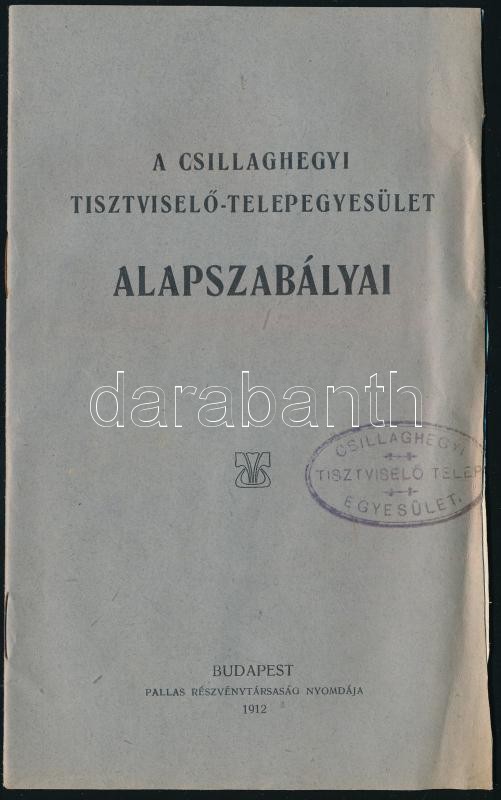 A CSILLAGHEGYI
TISZTVISELŐ-TELEPEGYESÜLET
ALAPSZABÁLYAI
darabanth
CSILLAGHEGYI
TISZTVISELŐ TELEP
EGYESÜLET.
BUDAPEST
PALLAS RÉSZVÉNYTÁRSASÁG NYOMDÁJA
1912